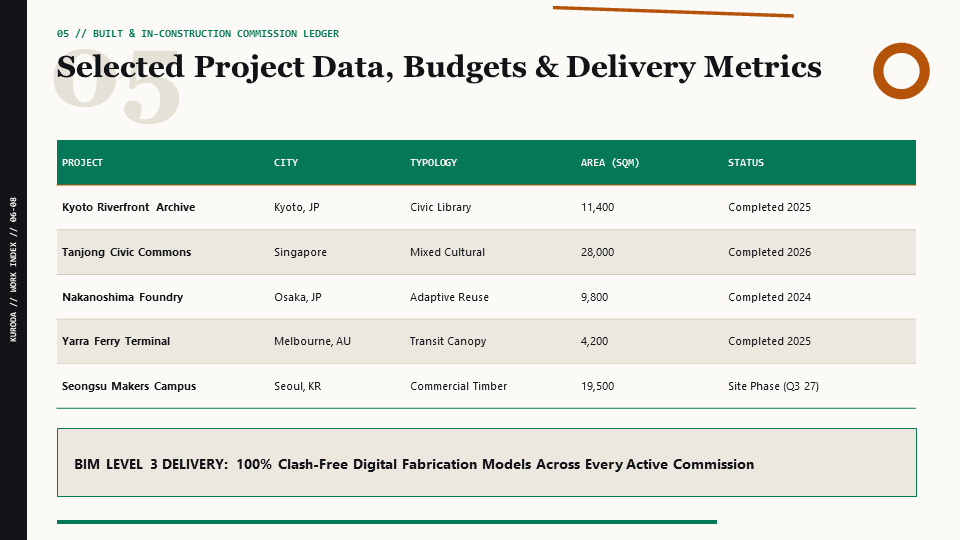 05 // BUILT & IN-CONSTRUCTION COMMISSION LEDGER
05
Selected Project Data, Budgets & Delivery Metrics
KURODA // WORK INDEX // 06-08
PROJECT CITY TYPOLOGY AREA (SQM) STATUS
Kyoto Riverfront Archive Kyoto, JP Civic Library 11,400 Completed 2025
Tanjong Civic Commons Singapore Mixed Cultural 28,000 Completed 2026
Nakanoshima Foundry Osaka, JP Adaptive Reuse 9,800 Completed 2024
Yarra Ferry Terminal Melbourne, AU Transit Canopy 4,200 Completed 2025
Seongsu Makers Campus Seoul, KR Commercial Timber 19,500 Site Phase (Q3 27)
BIM LEVEL 3 DELIVERY: 100% Clash-Free Digital Fabrication Models Across Every Active Commission